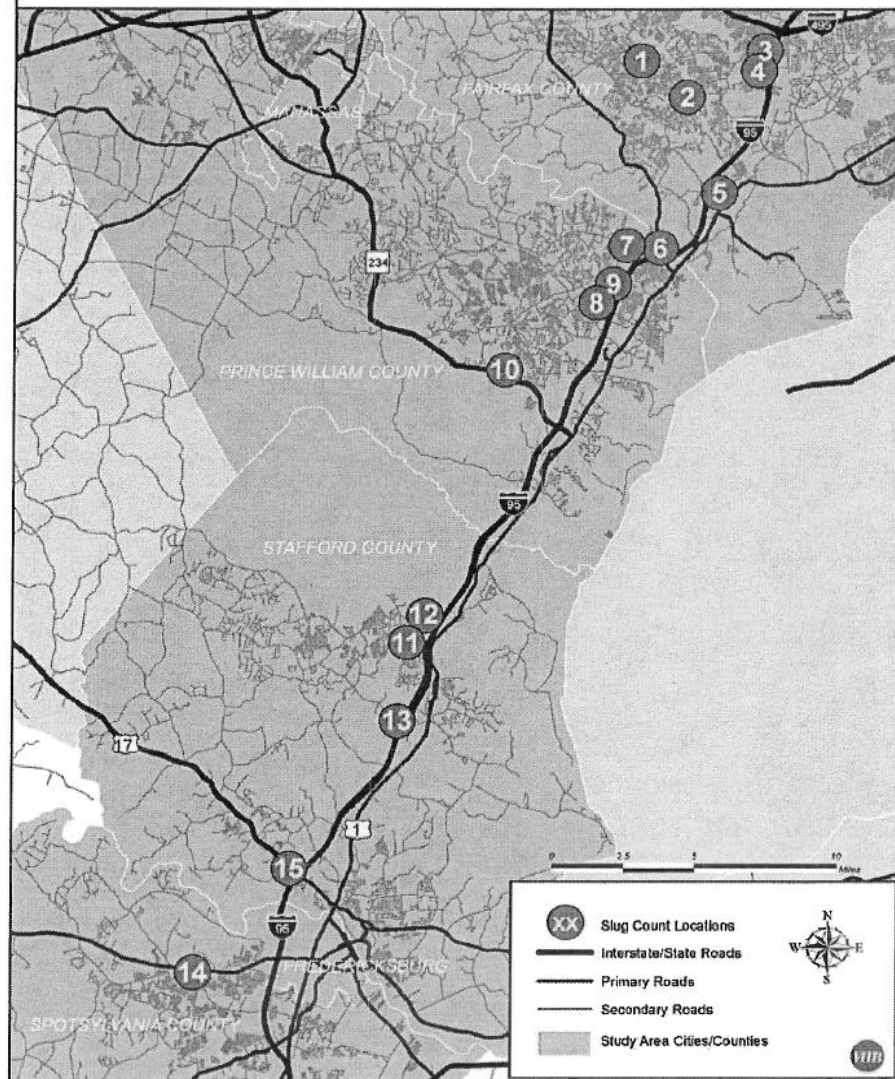 495
1
3
4
FAIRFAX COUNTY
2
MANASSAS
95
5
7
6
234
9
8
PRINCE WILLIAM COUNTY
10
95
STAFFORD COUNTY
12
11
13
17
1
15
95
14
FREDERICKSBURG
SPOTSYLVANIA COUNTY
0 2.5 5 10
Miles
XX Slug Count Locations
Interstate/State Roads
Primary Roads
Secondary Roads
Study Area Cities/Counties
N
W E
S